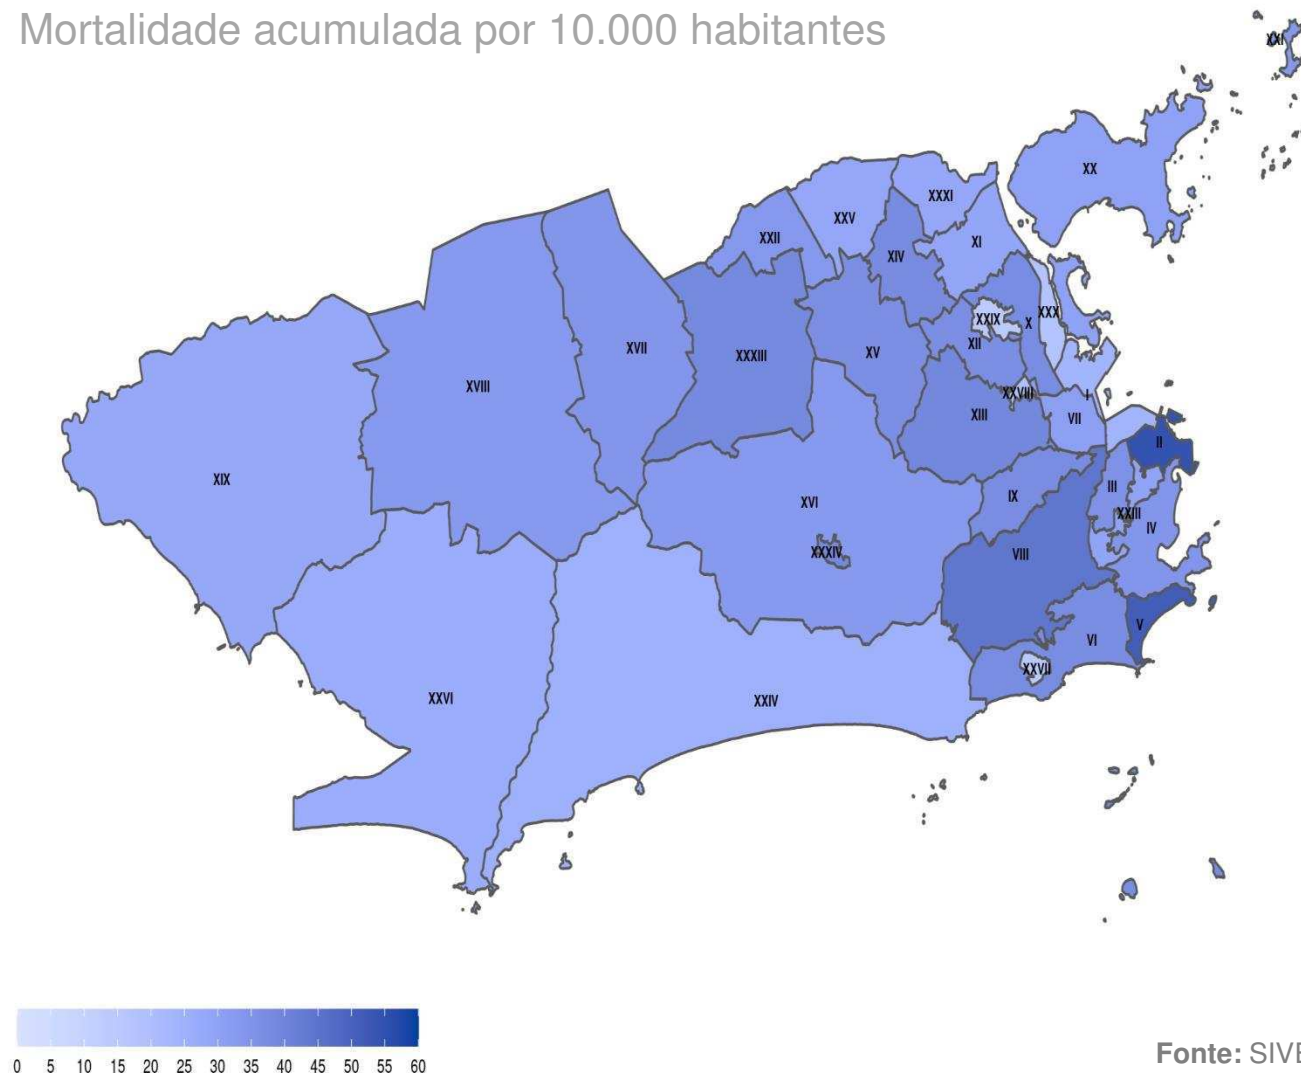 Mortalidade acumulada por 10.000 habitantes
XXI
XX
XXXI
XXV
XXII
XI
XIV
XXX
XXIX
X
XII
XVII
XXXIII
XV
XVIII
XXVIII
I
XIII
VII
II
XIX
III
IX
XVI
XXIII
IV
XXXIV
VIII
V
VI
XXVII
XXVI
XXIV
0 5 10 15 20 25 30 35 40 45 50 55 60
Fonte: SIVE